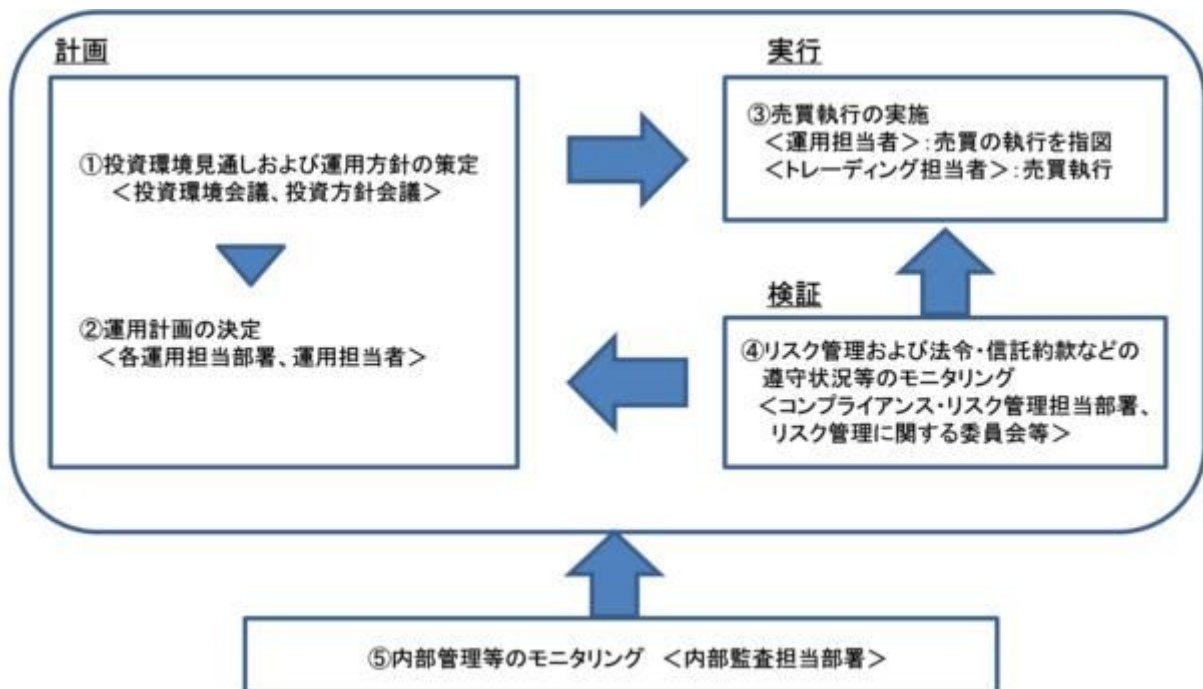 計画
①投資環境見通しおよび運用方針の策定
＜投資環境会議、投資方針会議＞
②運用計画の決定
＜各運用担当部署、運用担当者＞
実行
③売買執行の実施
＜運用担当者＞：売買の執行を指図
＜トレーディング担当者＞：売買執行
検証
④リスク管理および法令・信託約款などの
遵守状況等のモニタリング
＜コンプライアンス・リスク管理担当部署、
リスク管理に関する委員会等＞
⑤内部管理等のモニタリング ＜内部監査担当部署＞